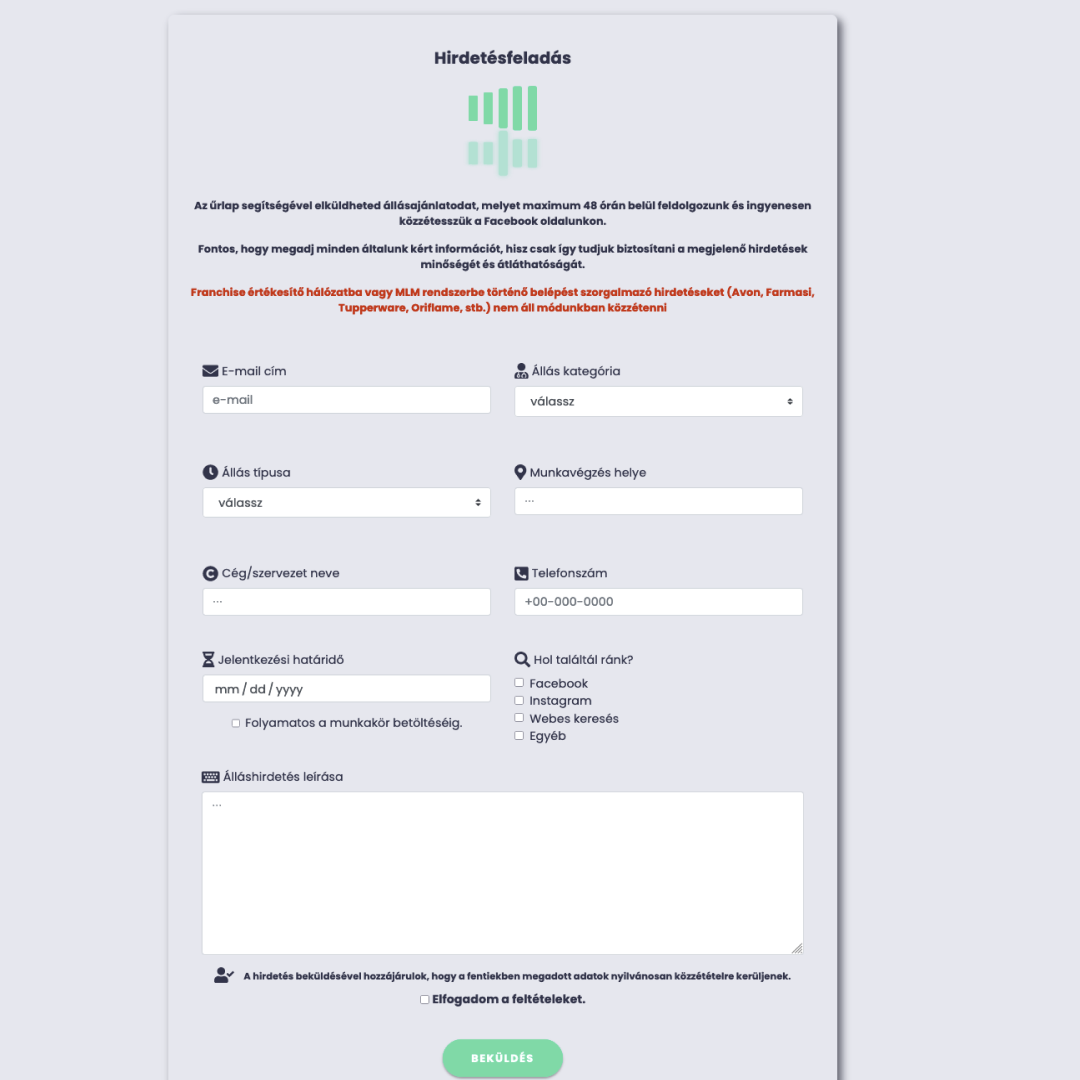 Hirdetésfeladás
Az űrlap segítségével elküldheted állásajánlatodat, melyet maximum 48 órán belül feldolgozunk és ingyenesen
közzétesszük a Facebook oldalunkon.
Fontos, hogy megadj minden általunk kért információt, hisz csak így tudjuk biztosítani a megjelenő hirdetések
minőségét és átláthatóságát.
Franchise értékesítő hálózatba vagy MLM rendszerbe történő belépést szorgalmazó hirdetéseket (Avon, Farmasi,
Tupperware, Oriflame, stb.) nem áll módunkban közzétenni
E-mail cím
e-mail
Állás kategória
válassz
Állás típusa
válassz
Munkavégzés helye
...
Cég/szervezet neve
...
Telefonszám
+00-000-0000
Jelentkezési határidő
mm / dd / yyyy
Folyamatos a munkakör betöltéséig.
Hol találtál ránk?
Facebook
Instagram
Webes keresés
Egyéb
Álláshirdetés leírása
...
A hirdetés beküldésével hozzájárulok, hogy a fentiekben megadott adatok nyilvánosan közzétételre kerüljenek.
Elfogadom a feltételeket.
BEKÜLDÉS